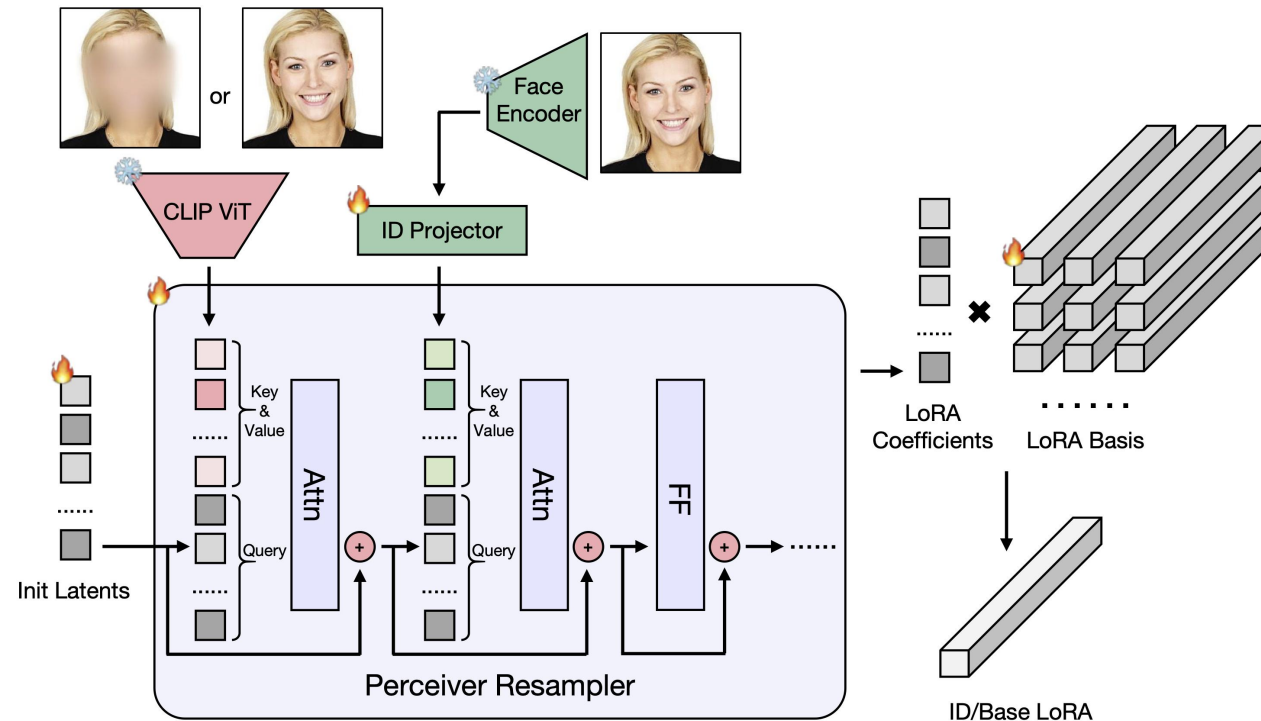 or
Face
Encoder
CLIP ViT
ID Projector
Key
&
Value
......
Attn
Query
......
+
Key
&
Value
......
Attn
Query
......
+
FF
+
......
......
Init Latents
Perceiver Resampler
......
LoRA
Coefficients
✖
......
LoRA Basis
ID/Base LoRA